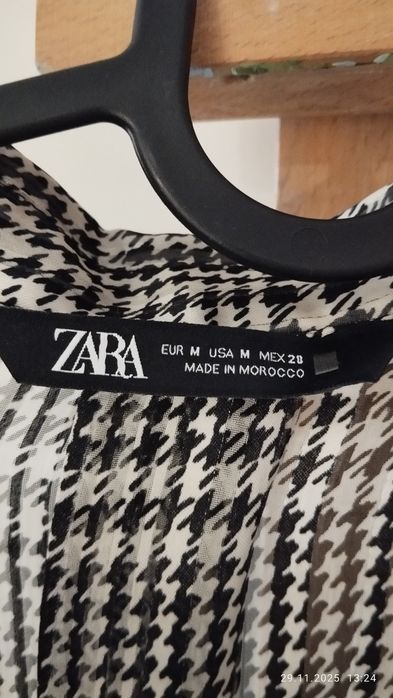 ZARA
EUR M USA M MEX 28
MADE IN MOROCCO
29.11.2025 13:24